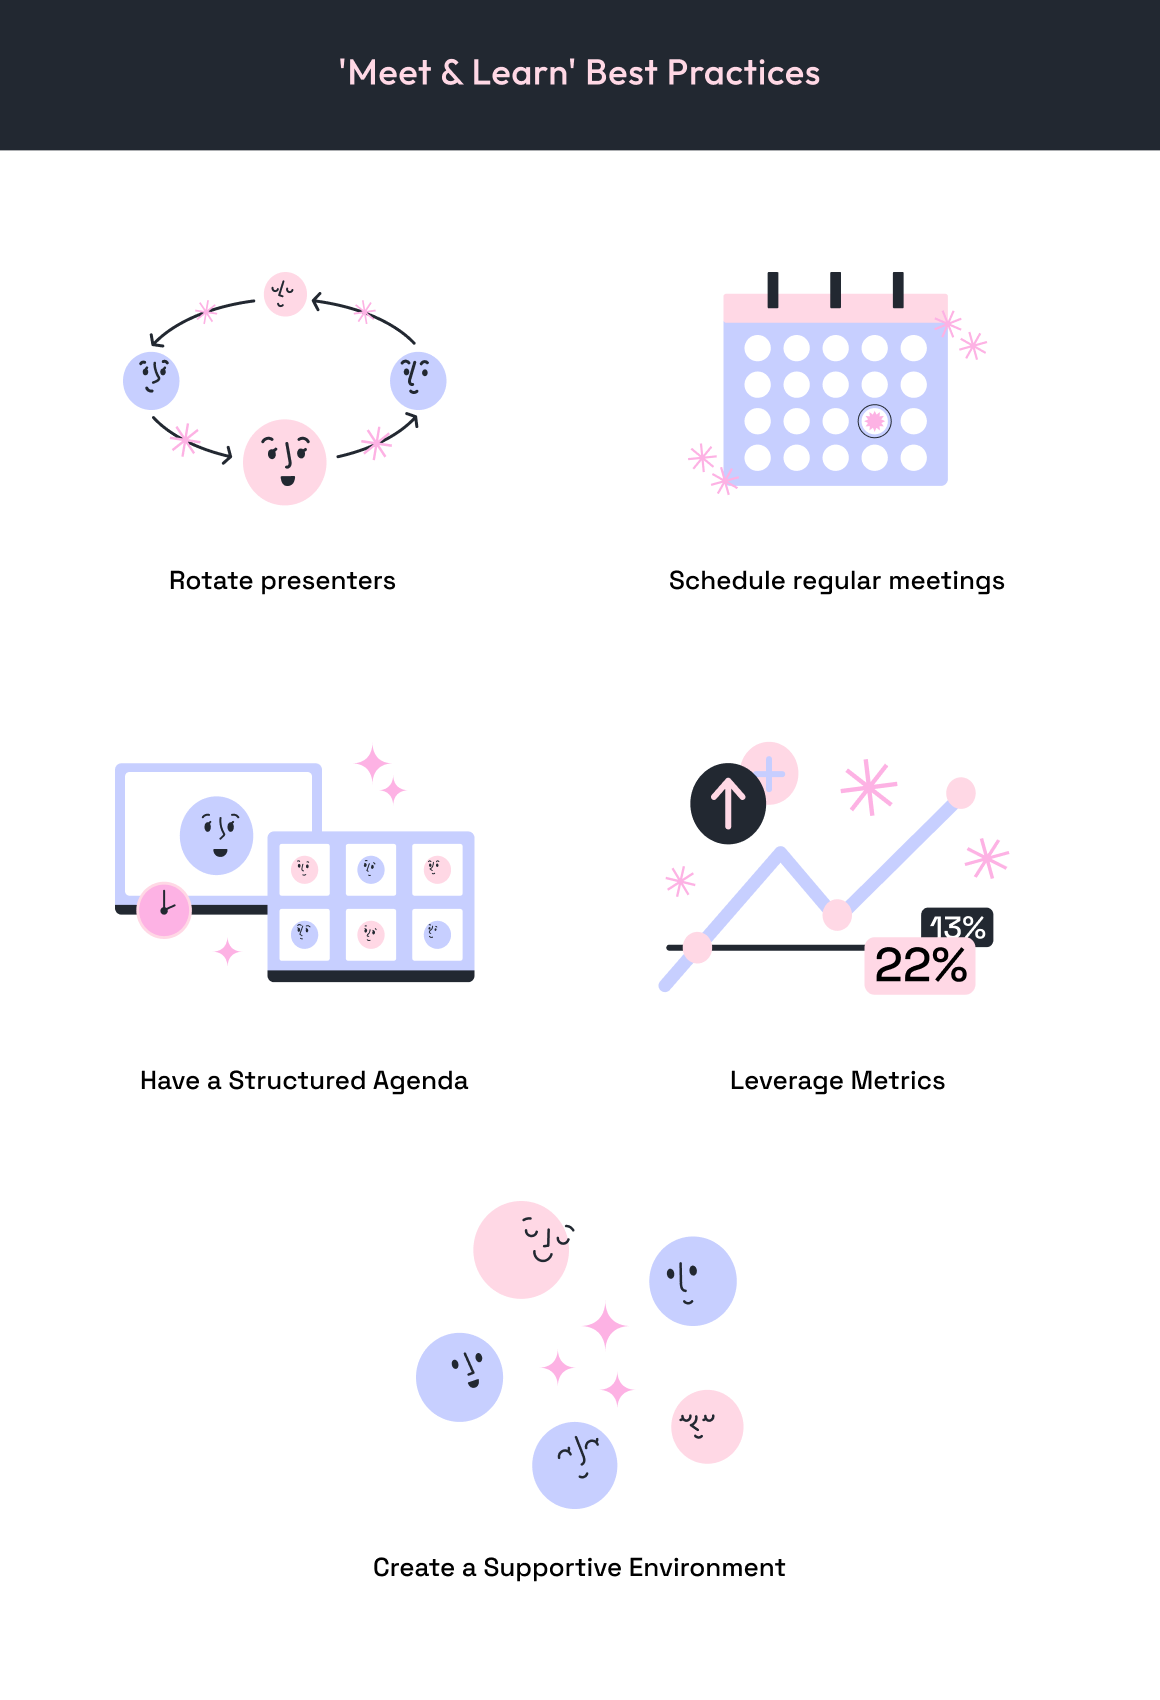 'Meet & Learn' Best Practices
Rotate presenters
Schedule regular meetings
13%
22%
Have a Structured Agenda
Leverage Metrics
Create a Supportive Environment